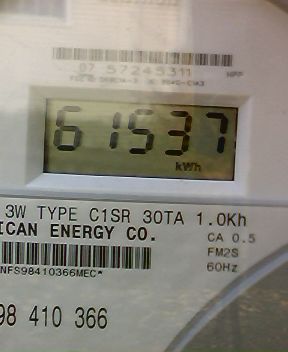 07 57245311
61537
kWh
3W TYPE C1SR 30TA 1.0Kh
ICAN ENERGY CO.
CA 0.5
FM2S
NFS98410366MEC*
60Hz
98 410 366